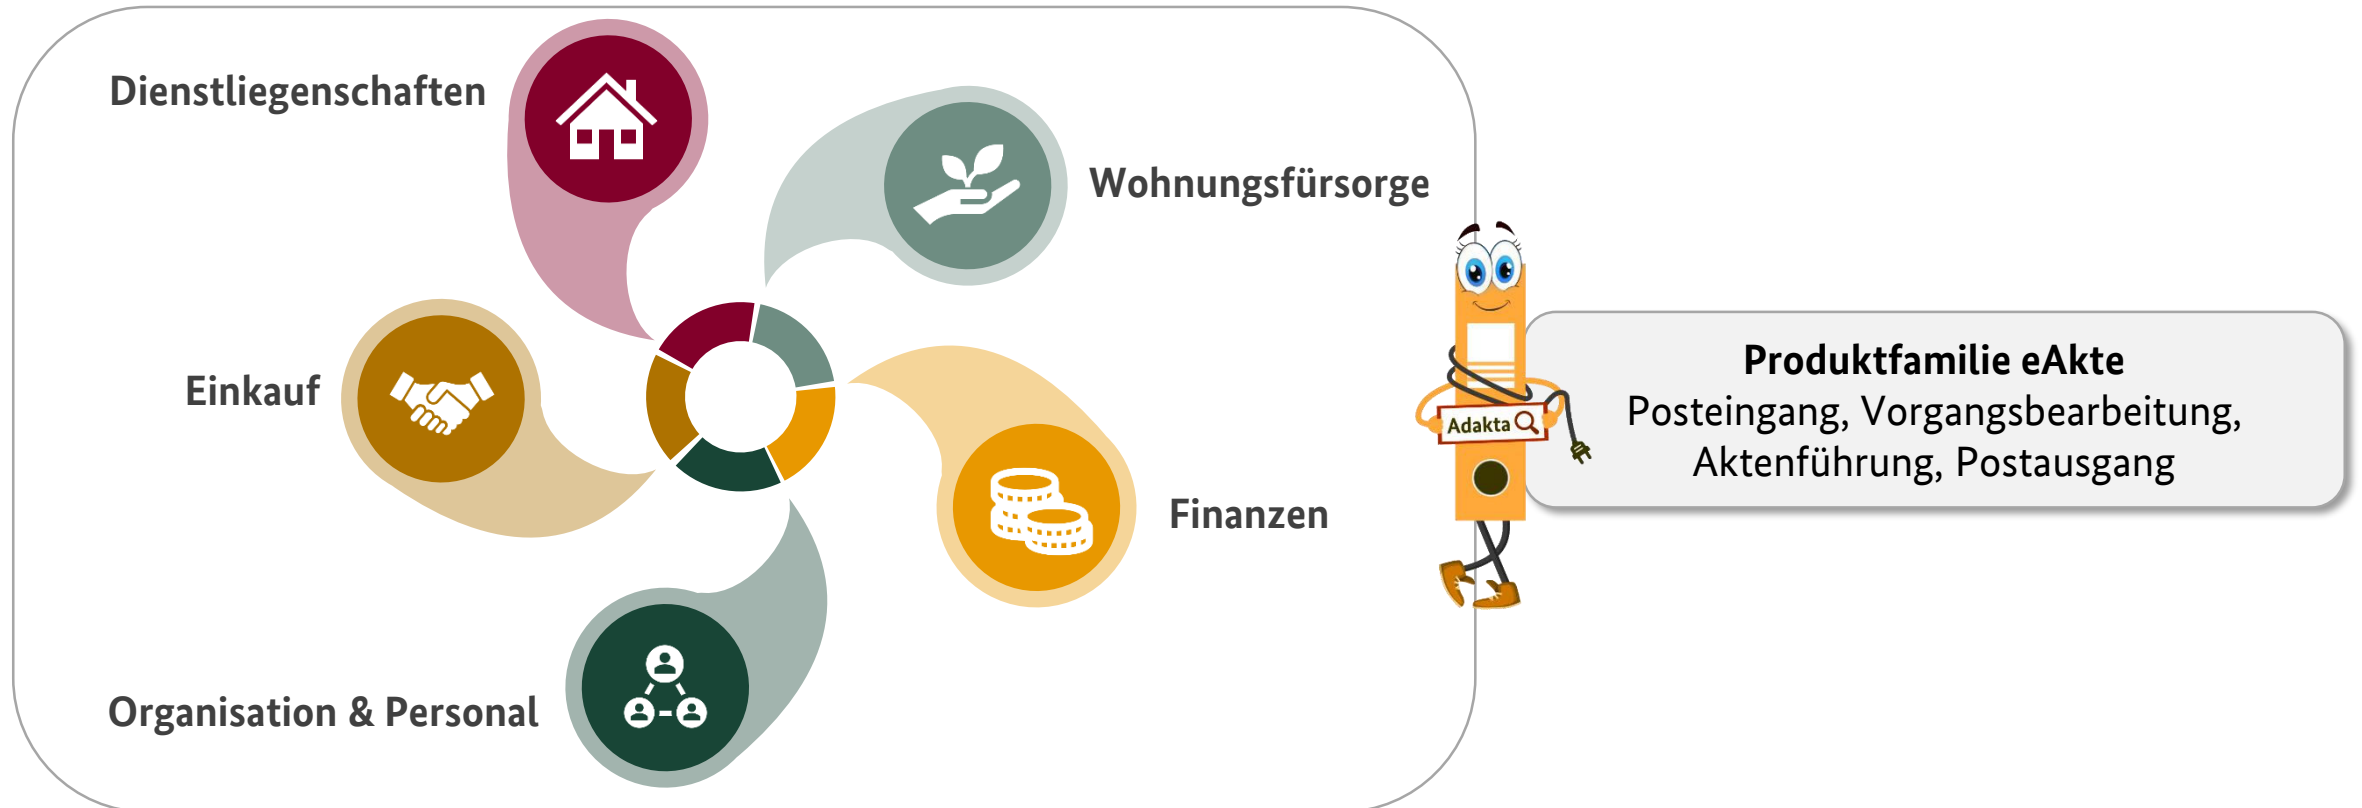 Dienstliegenschaften
Wohnungsfürsorge
Einkauf
Finanzen
Organisation & Personal
Adakta
Produktfamilie eAkte
Posteingang, Vorgangsbearbeitung,
Aktenführung, Postausgang